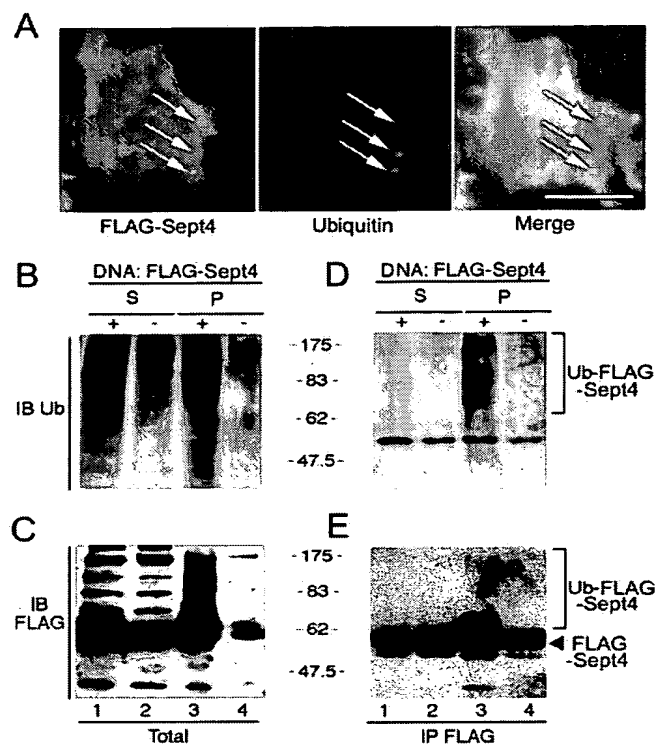 A
FLAG-Sept4
Ubiquitin
Merge
B
DNA: FLAG-Sept4
S P
+ - + -
IB Ub
-175-
-83-
-62-
-47.5-
D
DNA: FLAG-Sept4
S P
+ - + -
Ub-FLAG
-Sept4
C
IB
FLAG
-175-
-83-
-62-
-47.5-
1 2 3 4
Total
E
Ub-FLAG
-Sept4
FLAG
-Sept4
1 2 3 4
IP FLAG